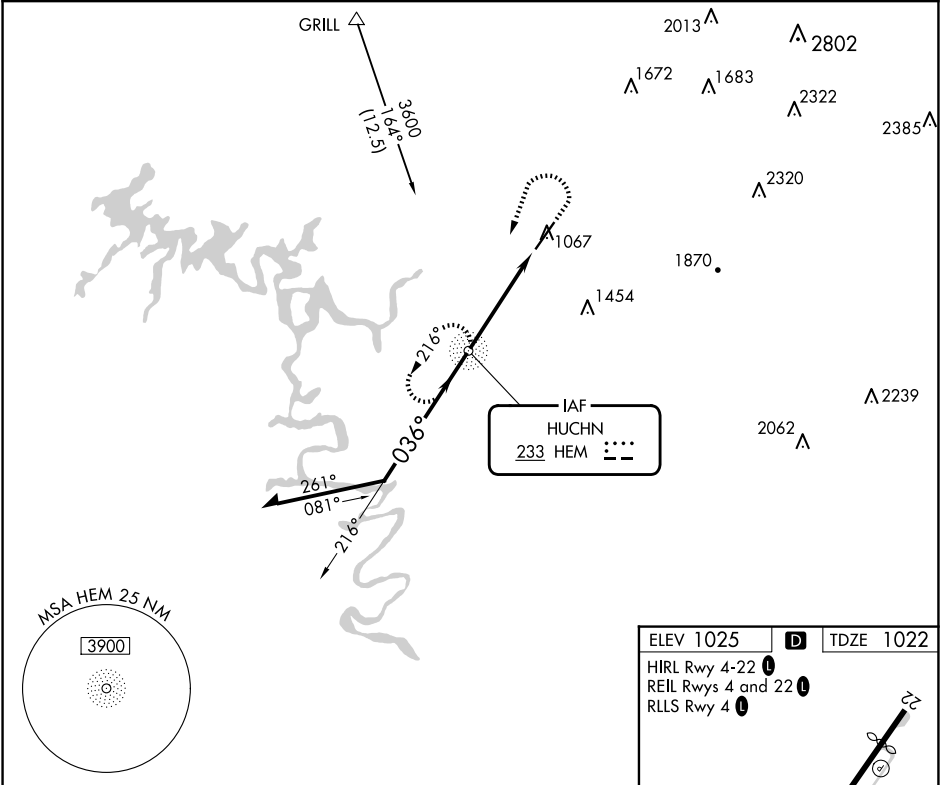 GRILL
3600
164°
(12.5)
2013
2802
1672
1683
2322
2385
2320
1067
1870
1454
216°
IAF
HUCHN
233 HEM
2239
2062
036°
261°
081°
216°
MSA HEM 25 NM
3900
ELEV 1025 D TDZE 1022
HIRL Rwy 4-22 L
REIL Rwys 4 and 22 L
RLLS Rwy 4 L
22